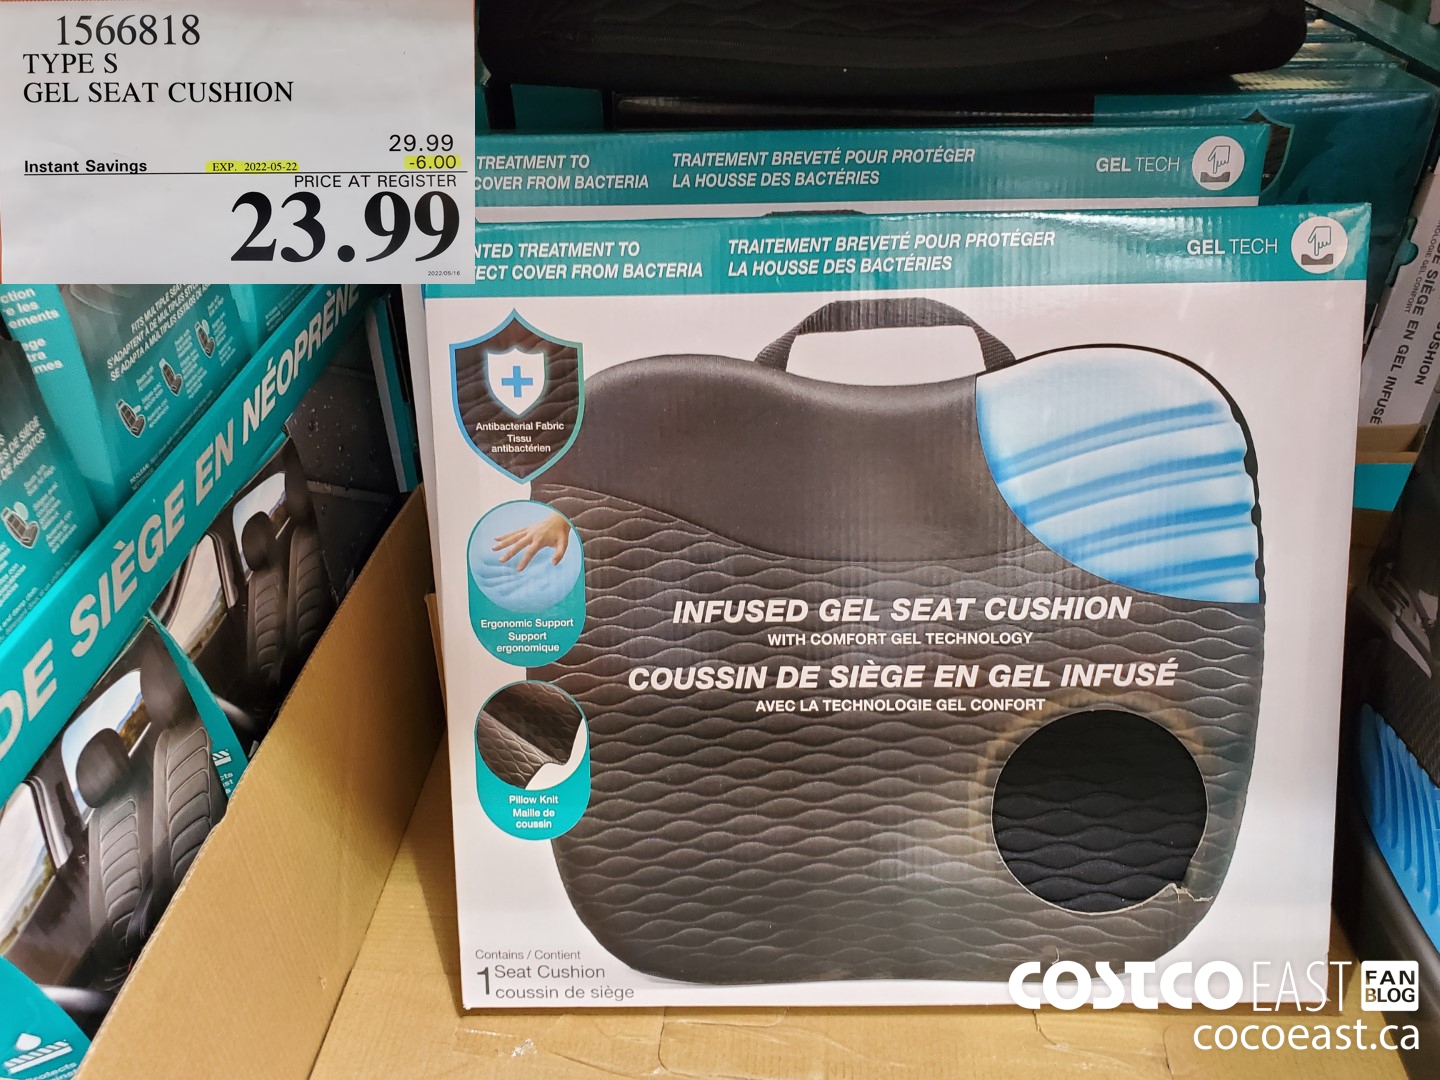 1566818
TYPE S
GEL SEAT CUSHION
29.99
Instant Savings EXP. 2022-05-22 -6.00
PRICE AT REGISTER
23.99
2022/05/16
TREATMENT TO
COVER FROM BACTERIA
TRAITEMENT BREVETÉ POUR PROTÉGER
LA HOUSSE DES BACTÉRIES
GEL TECH
NTED TREATMENT TO
ECT COVER FROM BACTERIA
TRAITEMENT BREVETÉ POUR PROTÉGER
LA HOUSSE DES BACTÉRIES
GEL TECH
Antibacterial Fabric
Tissu
antibactérien
Ergonomic Support
Support
ergonomique
Pillow Knit
Maille de
coussin
INFUSED GEL SEAT CUSHION
WITH COMFORT GEL TECHNOLOGY
COUSSIN DE SIÈGE EN GEL INFUSÉ
AVEC LA TECHNOLOGIE GEL CONFORT
Contains / Contient
1 Seat Cushion
coussin de siège
DE SIÈGE EN NÉOPRÈNE
COSTCO EAST FAN BLOG
cocoeast.ca